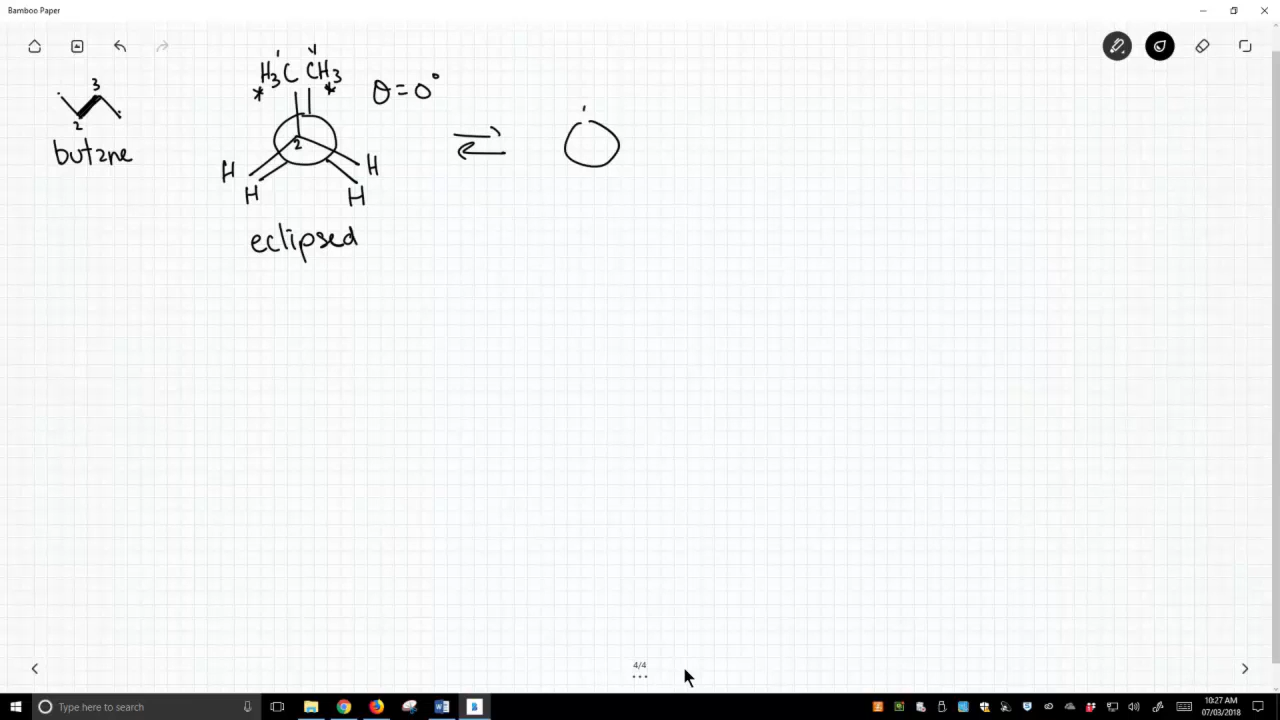 Bamboo Paper
3
2
butane
H₃C CH₃
* *
θ = 0°
2
H H
H H
eclipsed
4/4
Type here to search
10:27 AM
07/03/2018